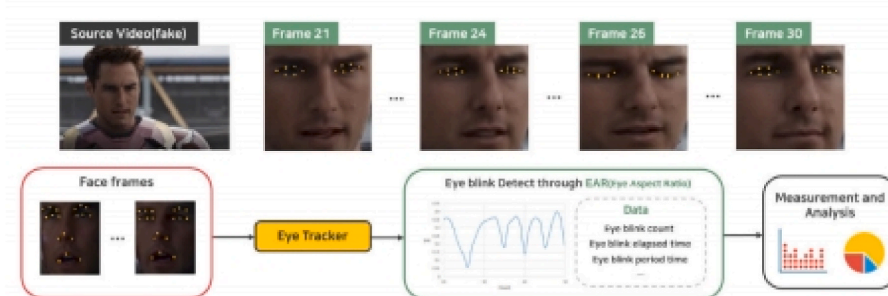 Source Video(fake)
Frame 21
Frame 24
Frame 26
Frame 30
...
...
...
Face frames
...
Eye Tracker
Eye blink Detect through EAR(Eye Aspect Ratio)
Data
Eye blink count
Eye blink elapsed time
Eye blink period time
...
Measurement and
Analysis